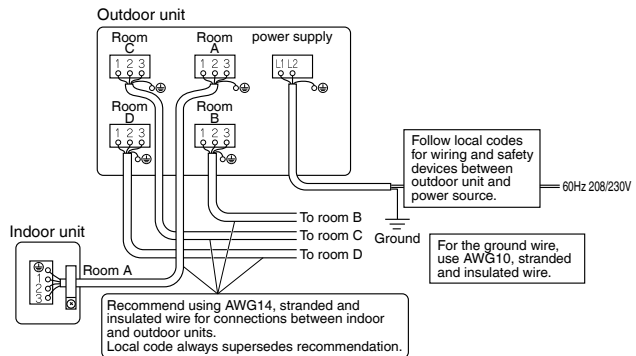 Outdoor unit
Room
C
Room
A
power supply
1 2 3
1 2 3
L1 L2
Room
D
Room
B
1 2 3
1 2 3
Follow local codes
for wiring and safety
devices between
outdoor unit and
power source.
60Hz 208/230V
To room B
To room C
To room D
Ground
For the ground wire,
use AWG10, stranded
and insulated wire.
Indoor unit
1
2
3
Room A
Recommend using AWG14, stranded and
insulated wire for connections between indoor
and outdoor units.
Local code always supersedes recommendation.